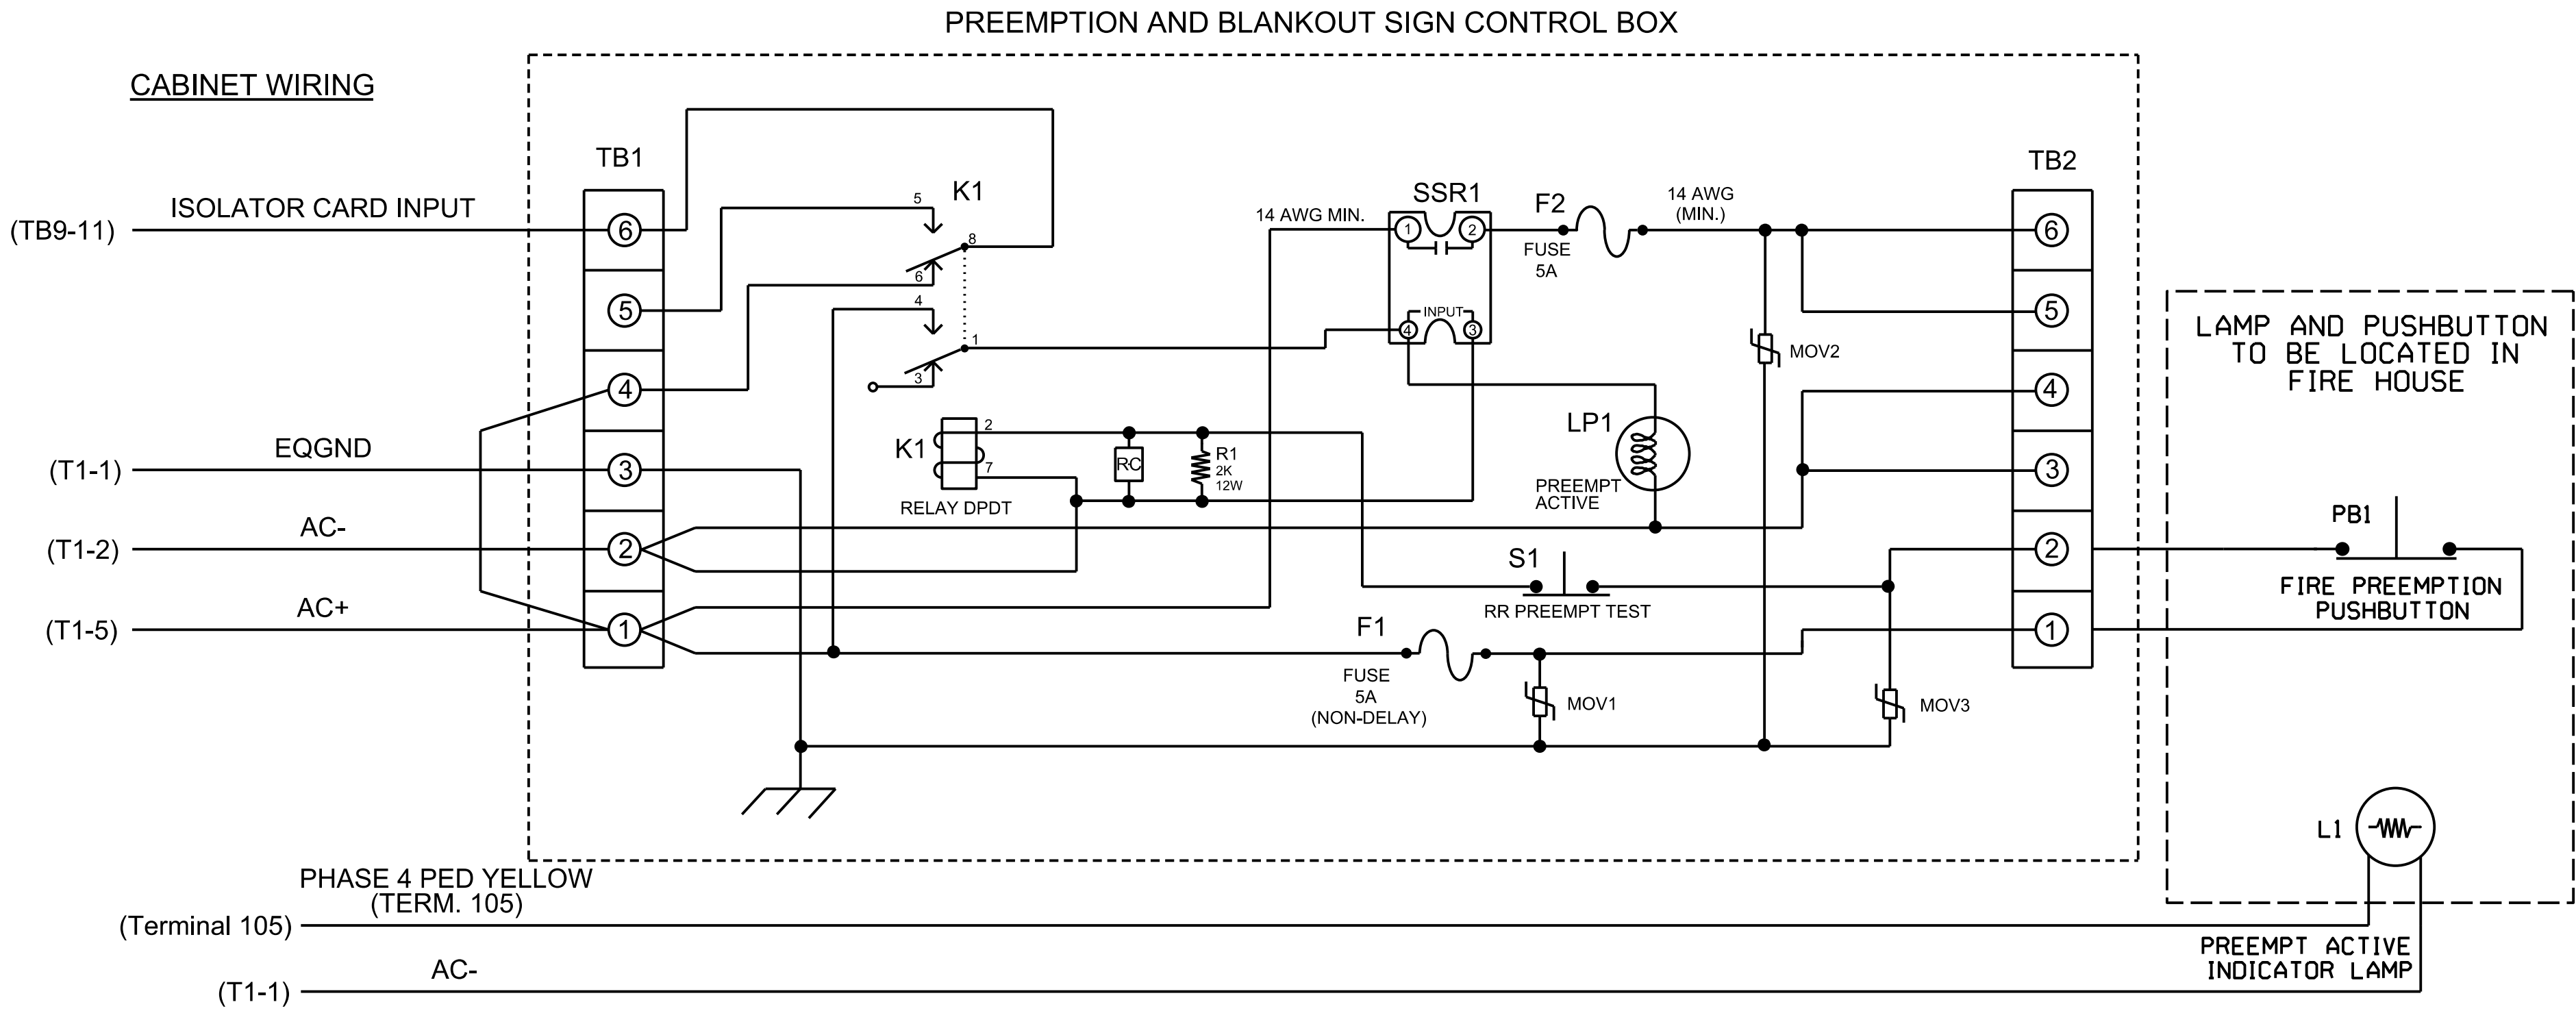 PREEMPTION AND BLANKOUT SIGN CONTROL BOX
CABINET WIRING
TB1
TB2
K1
5
8
6
4
1
3
ISOLATOR CARD INPUT
(TB9-11)
6
5
4
3
2
1
EQGND
(T1-1)
AC-
(T1-2)
AC+
(T1-5)
14 AWG MIN.
SSR1
1
2
INPUT
4
3
F2
FUSE
5A
14 AWG
(MIN.)
MOV2
K1
2
7
RELAY DPDT
RC
R1
2K
12W
LP1
PREEMPT
ACTIVE
S1
RR PREEMPT TEST
F1
FUSE
5A
(NON-DELAY)
MOV1
MOV3
6
5
4
3
2
1
LAMP AND PUSHBUTTON
TO BE LOCATED IN
FIRE HOUSE
PB1
FIRE PREEMPTION
PUSHBUTTON
L1
PHASE 4 PED YELLOW
(TERM. 105)
(Terminal 105)
AC-
(T1-1)
PREEMPT ACTIVE
INDICATOR LAMP